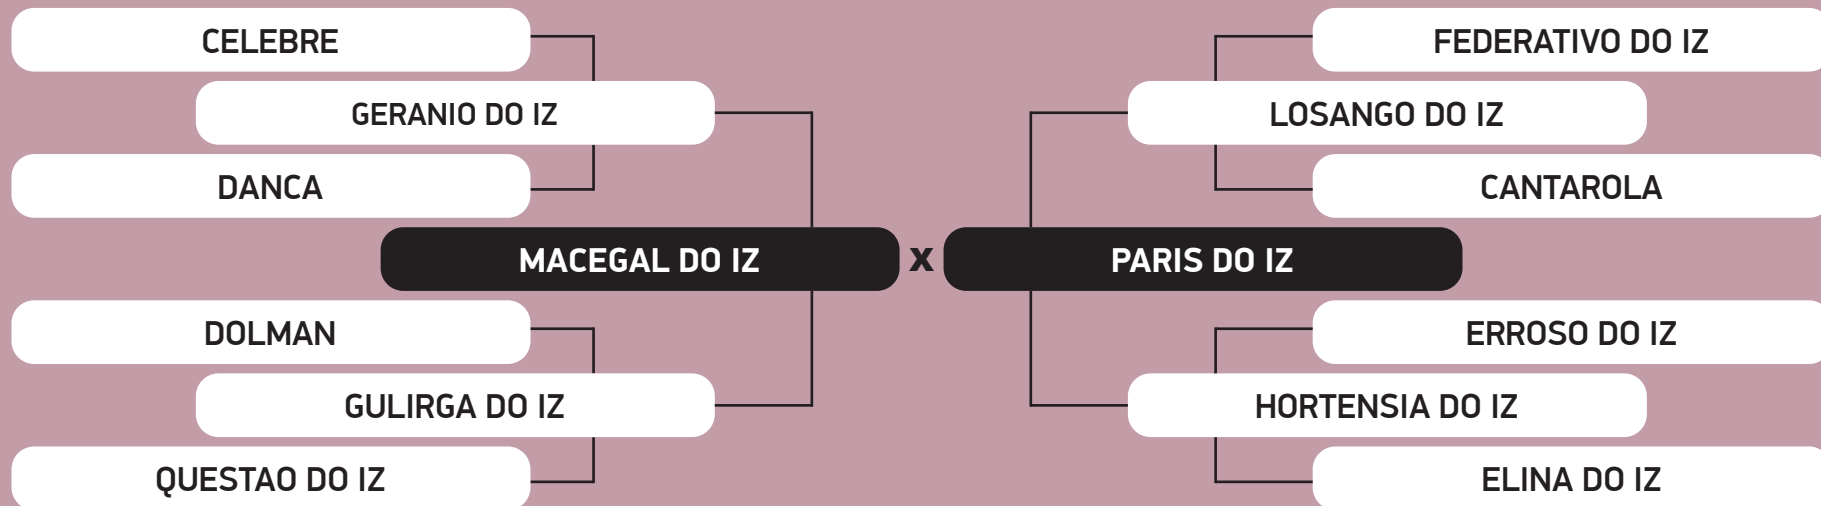 CELEBRE
FEDERATIVO DO IZ
GERANIO DO IZ
LOSANGO DO IZ
DANCA
CANTAROLA
MACEGAL DO IZ X PARIS DO IZ
DOLMAN
ERROSO DO IZ
GULIRGA DO IZ
HORTENSIA DO IZ
QUESTAO DO IZ
ELINA DO IZ